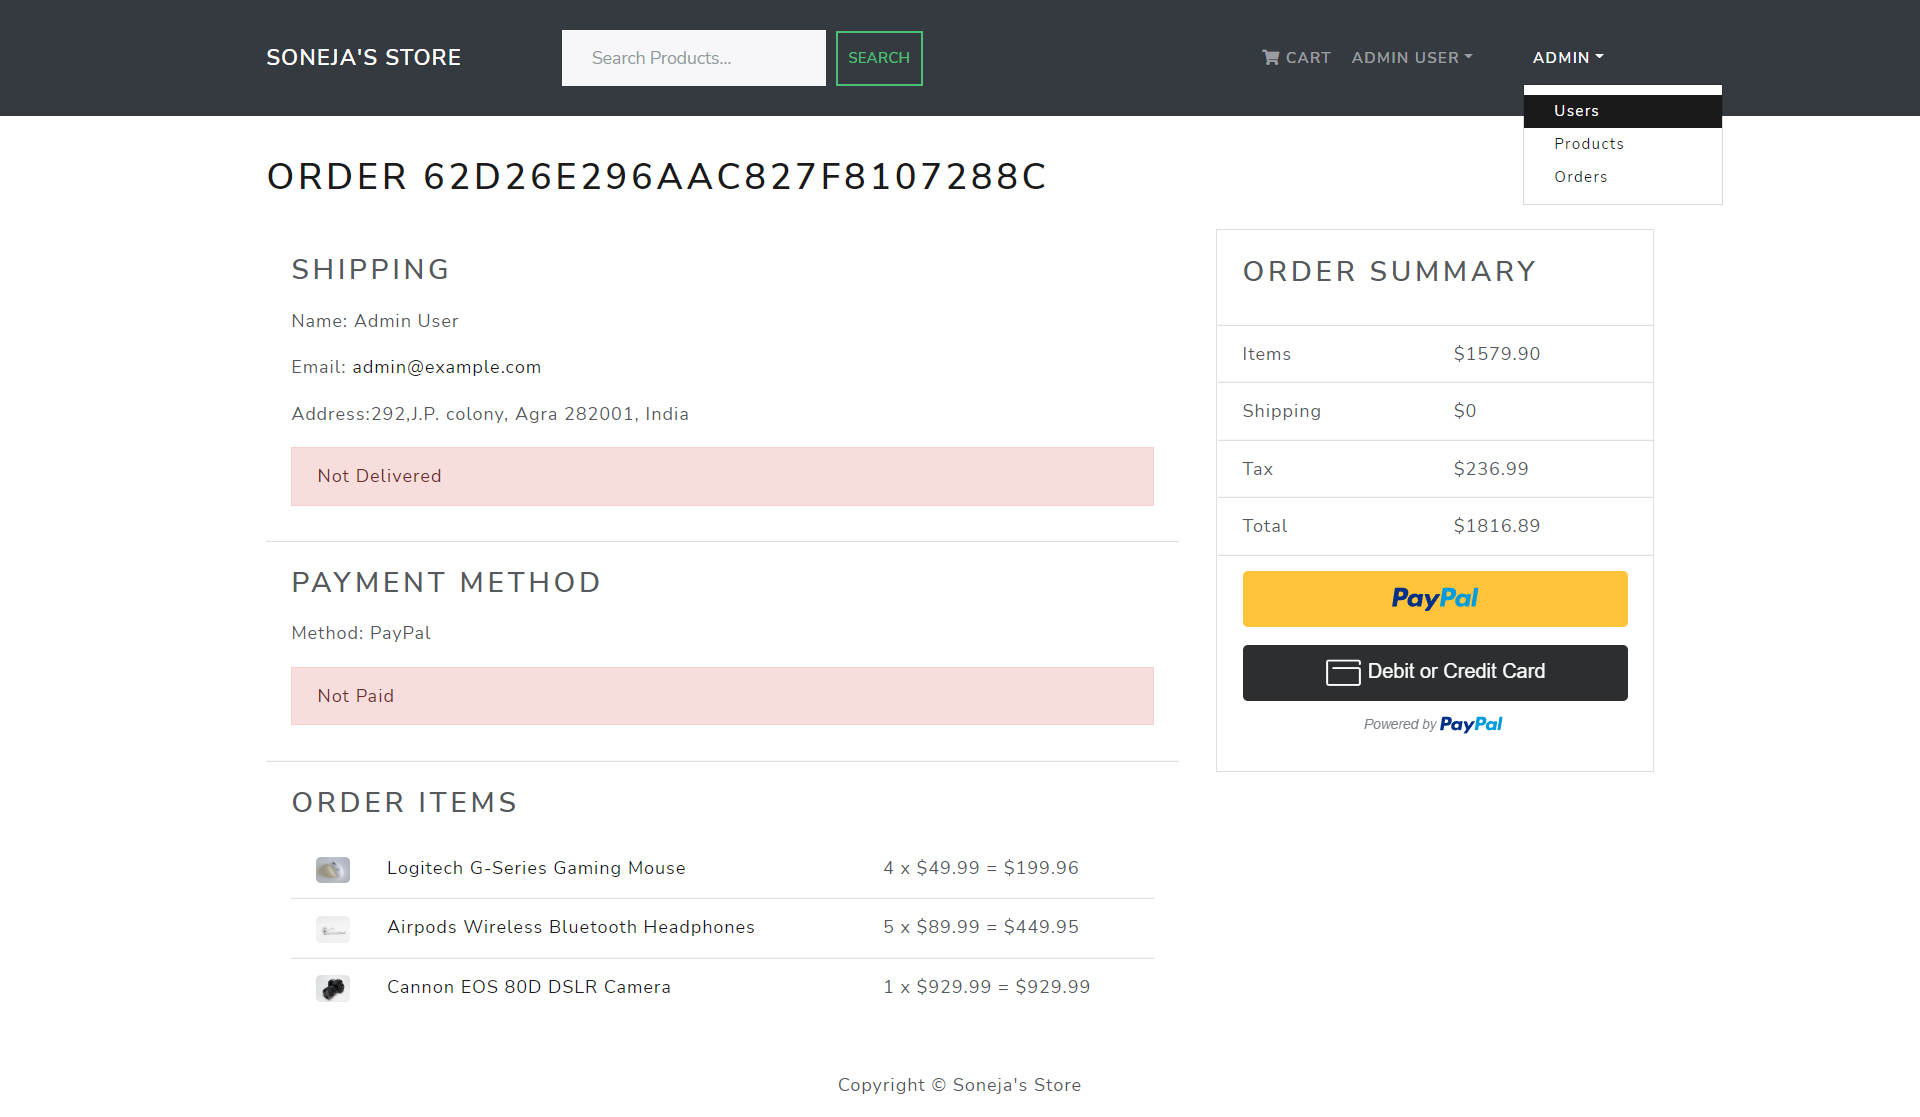 SONEJA'S STORE
Search Products...
SEARCH
CART
ADMIN USER
ADMIN
Users
Products
Orders
ORDER 62D26E296AAC827F8107288C
SHIPPING
Name: Admin User
Email: admin@example.com
Address:292,J.P. colony, Agra 282001, India
Not Delivered
PAYMENT METHOD
Method: PayPal
Not Paid
ORDER ITEMS
Logitech G-Series Gaming Mouse 4 x $49.99 = $199.96
Airpods Wireless Bluetooth Headphones 5 x $89.99 = $449.95
Cannon EOS 80D DSLR Camera 1 x $929.99 = $929.99
ORDER SUMMARY
Items $1579.90
Shipping $0
Tax $236.99
Total $1816.89
PayPal
Debit or Credit Card
Powered by PayPal
Copyright © Soneja's Store